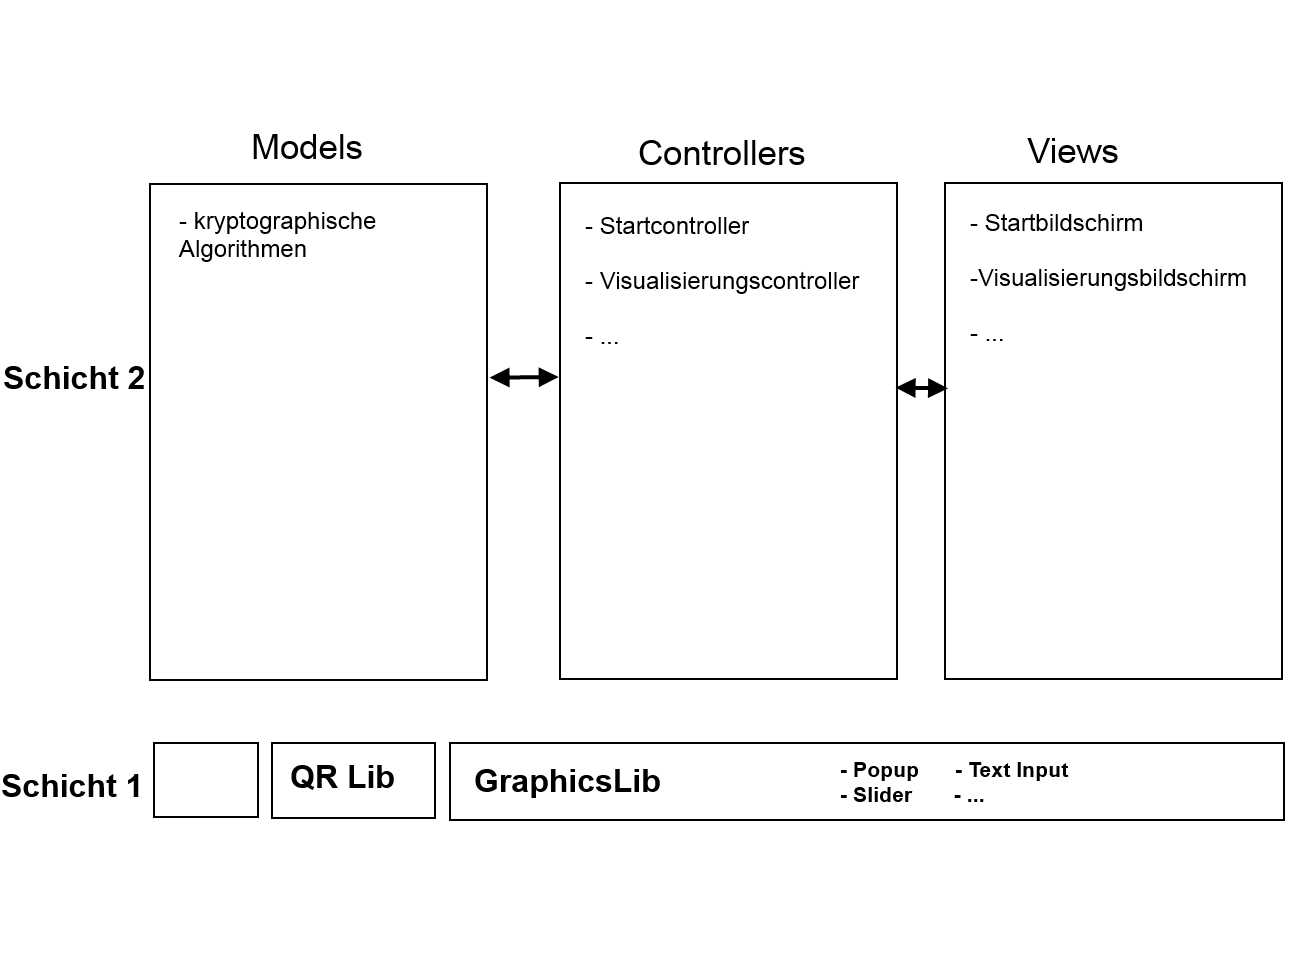 Models
Controllers
Views
- kryptographische
Algorithmen
- Startcontroller
- Visualisierungscontroller
- ...
- Startbildschirm
-Visualisierungsbildschirm
- ...
Schicht 2
Schicht 1
QR Lib
GraphicsLib
- Popup - Text Input
- Slider - ...